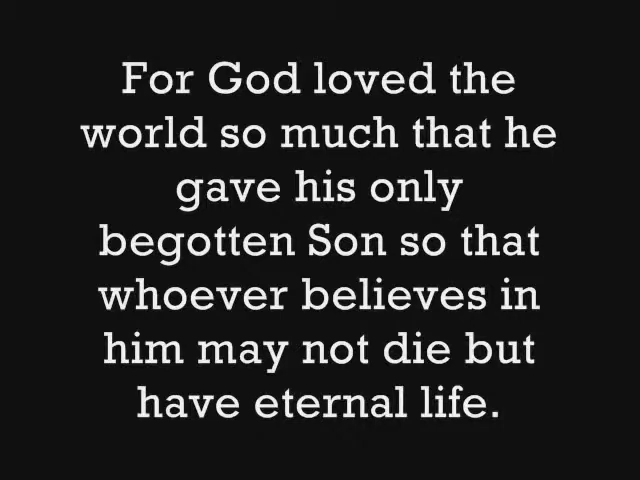 For God loved the
world so much that he
gave his only
begotten Son so that
whoever believes in
him may not die but
have eternal life.